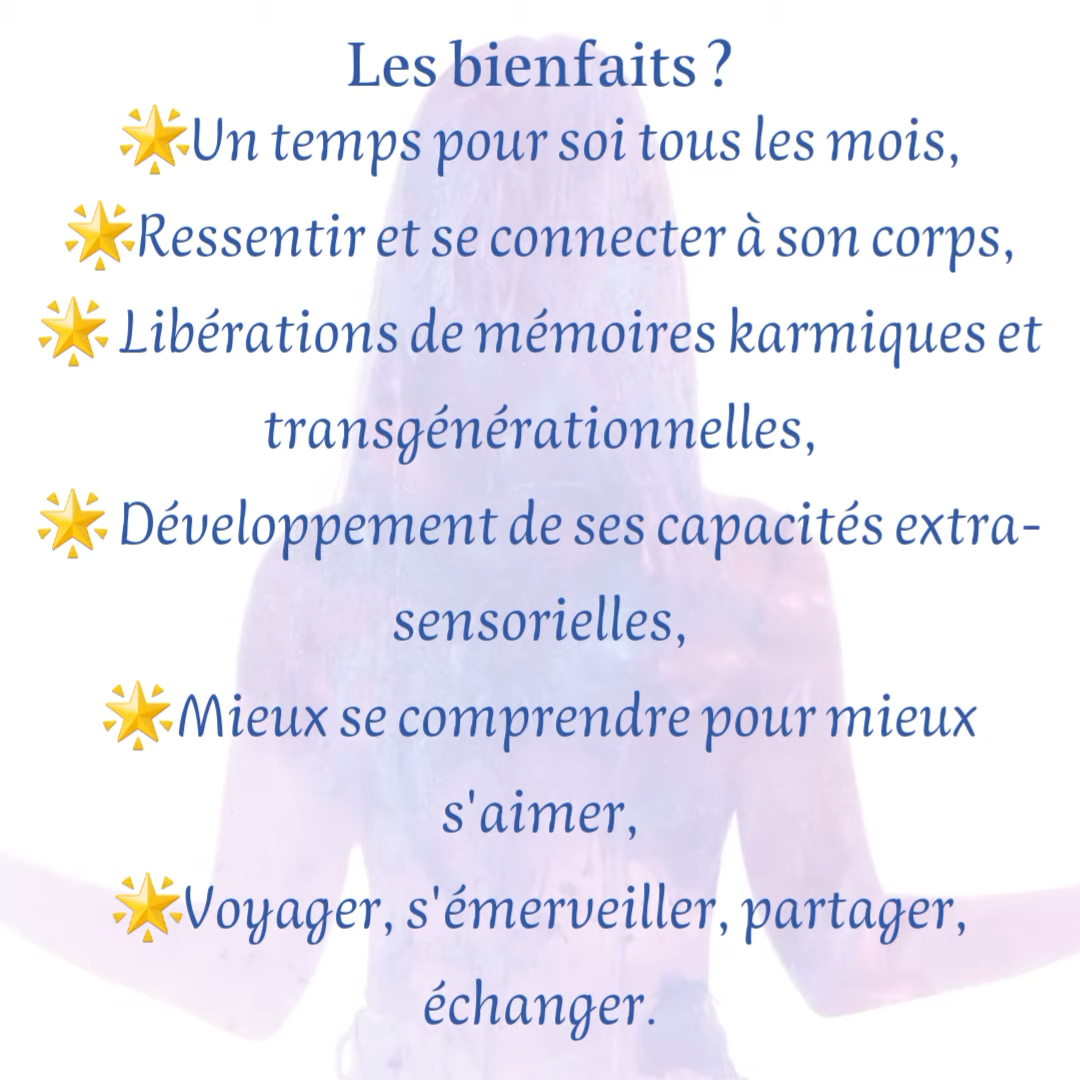 Les bienfaits ?
🌟Un temps pour soi tous les mois,
🌟Ressentir et se connecter à son corps,
🌟 Libérations de mémoires karmiques et
transgénérationnelles,
🌟 Développement de ses capacités extra-
sensorielles,
🌟Mieux se comprendre pour mieux
s'aimer,
🌟Voyager, s'émerveiller, partager,
échanger.